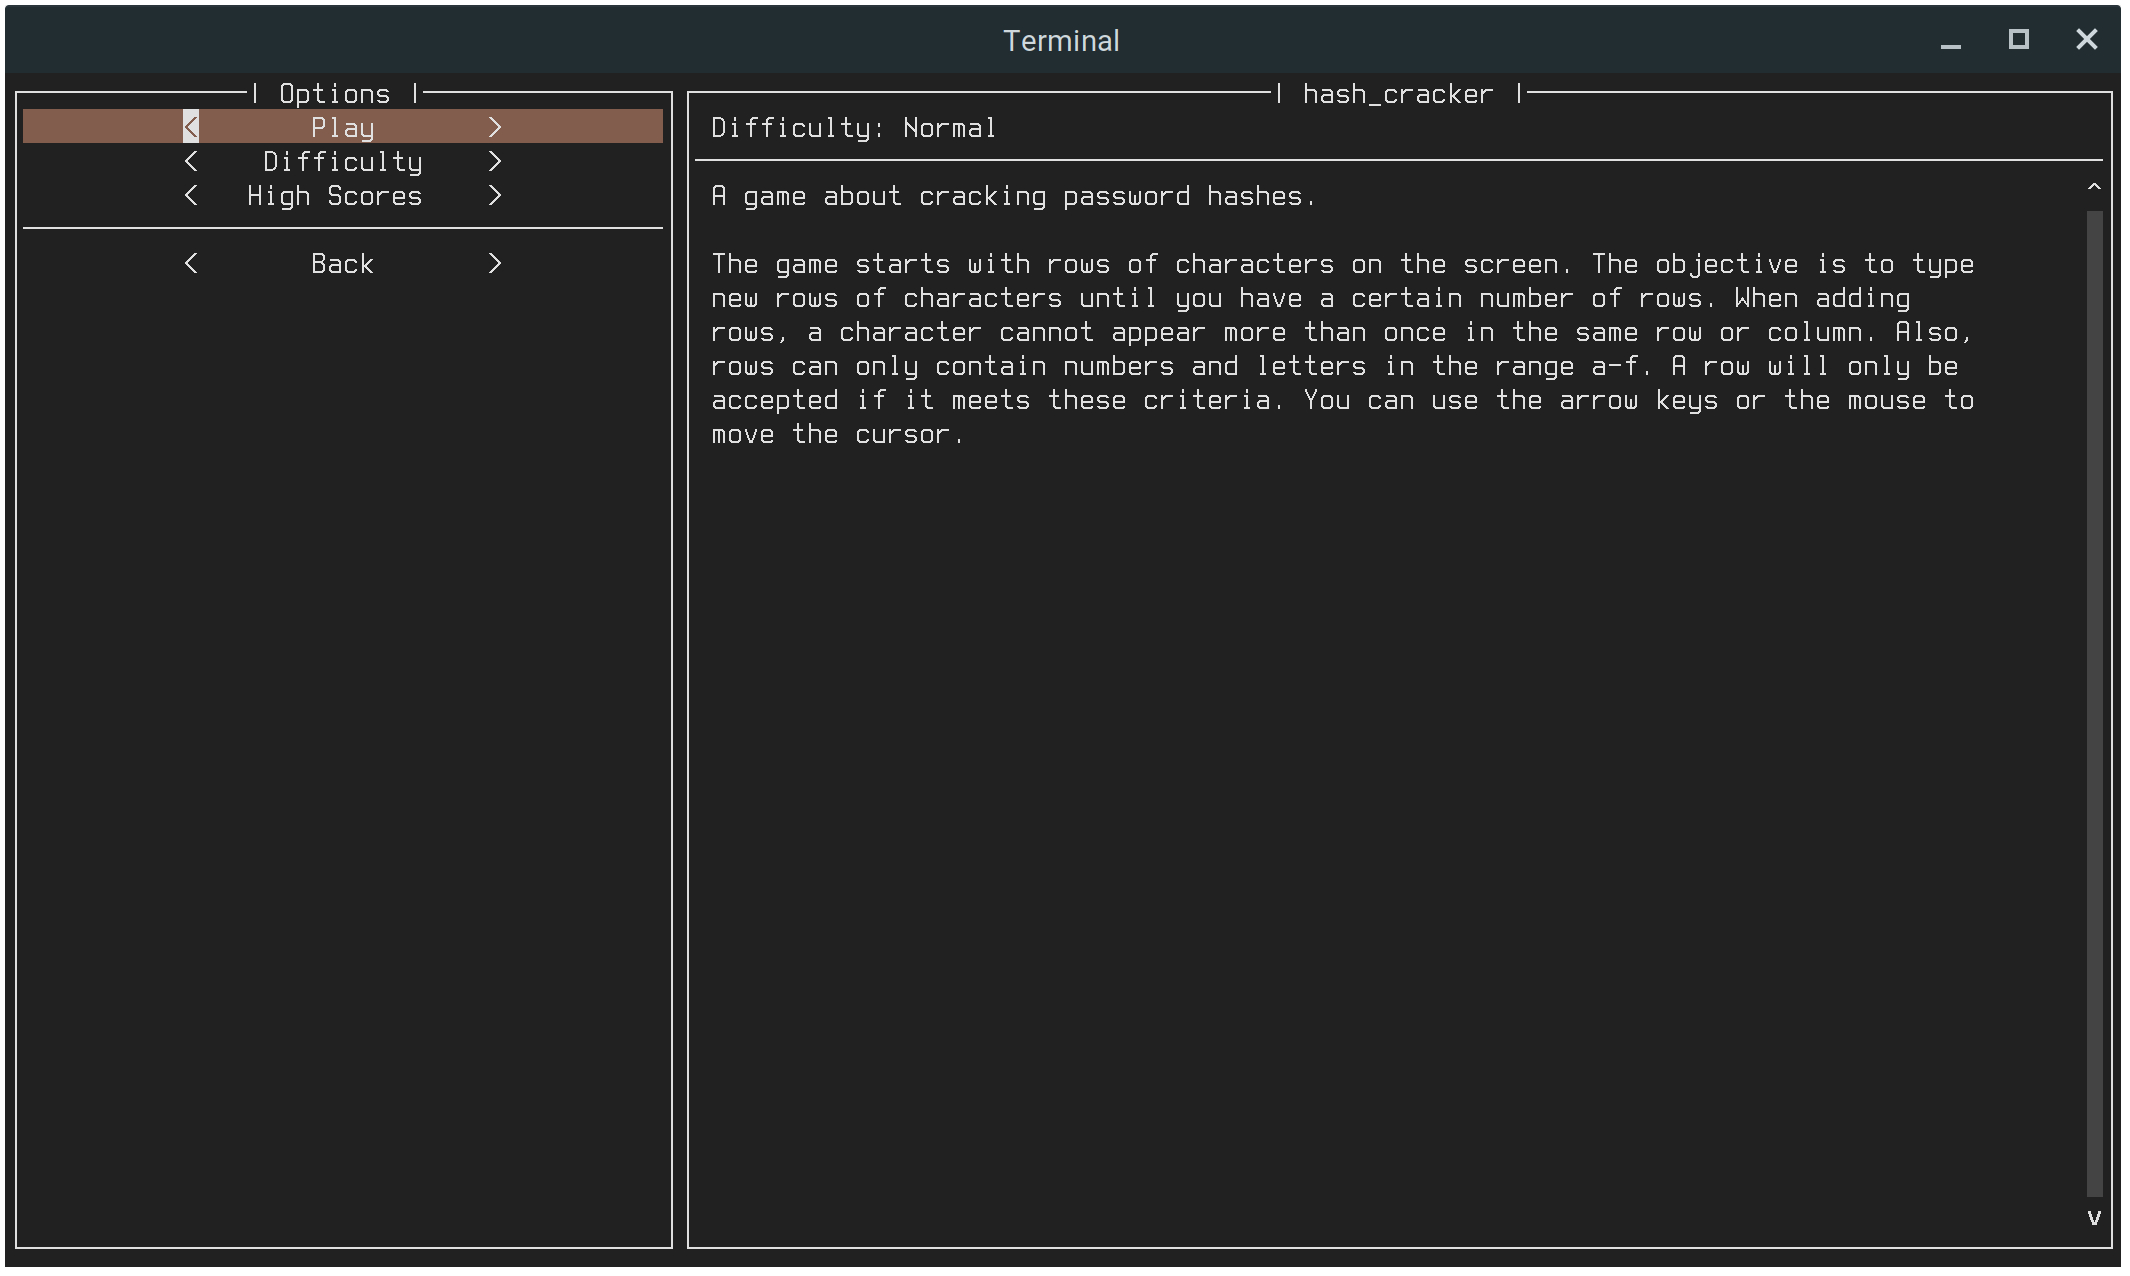 Terminal
Options
< Play >
< Difficulty >
< High Scores >
< Back >
hash_cracker
Difficulty: Normal
A game about cracking password hashes.
The game starts with rows of characters on the screen. The objective is to type
new rows of characters until you have a certain number of rows. When adding
rows, a character cannot appear more than once in the same row or column. Also,
rows can only contain numbers and letters in the range a-f. A row will only be
accepted if it meets these criteria. You can use the arrow keys or the mouse to
move the cursor.